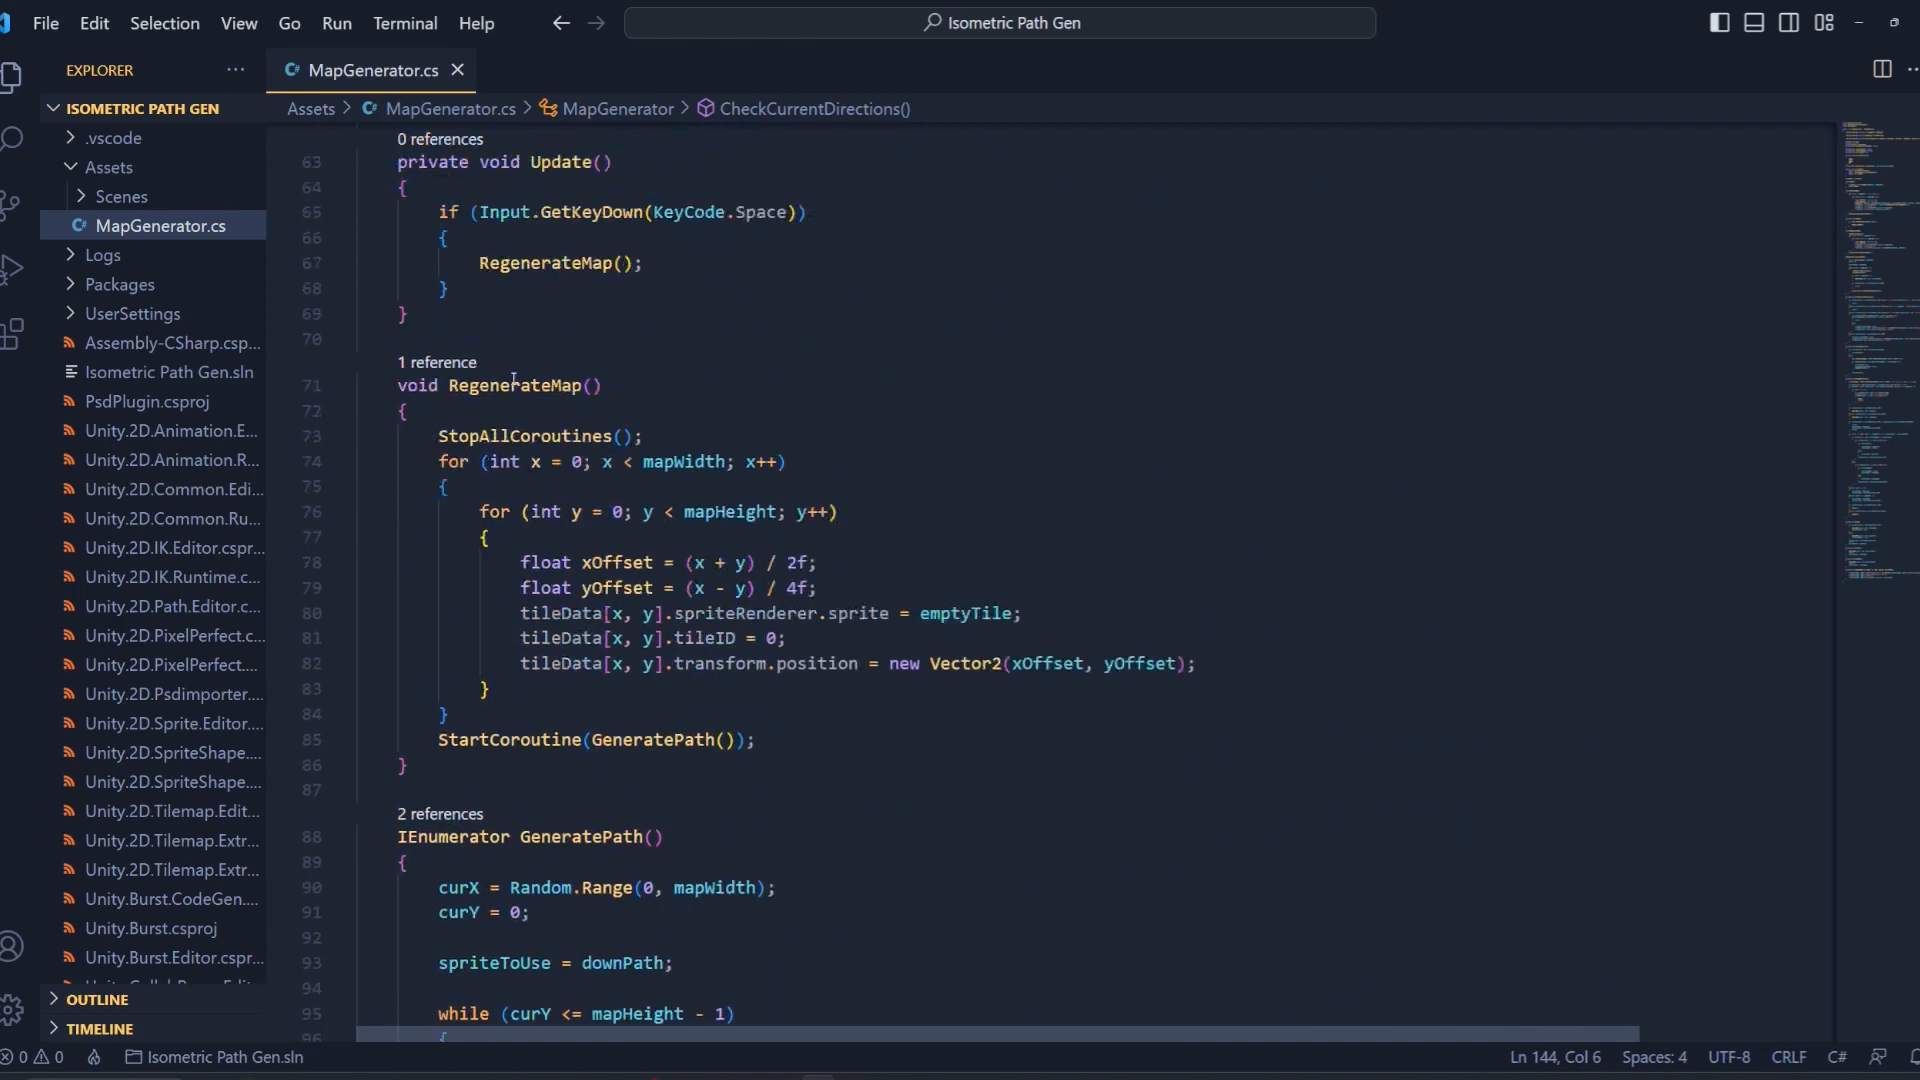 File Edit Selection View Go Run Terminal Help
Isometric Path Gen
EXPLORER
MapGenerator.cs
ISOMETRIC PATH GEN
Assets > MapGenerator.cs > MapGenerator > CheckCurrentDirections()
.vscode
Assets
Scenes
MapGenerator.cs
Logs
Packages
UserSettings
Assembly-CSharp.csp...
Isometric Path Gen.sln
PsdPlugin.csproj
Unity.2D.Animation.E...
Unity.2D.Animation.R...
Unity.2D.Common.Edi...
Unity.2D.Common.Ru...
Unity.2D.IK.Editor.cspr...
Unity.2D.IK.Runtime.c...
Unity.2D.Path.Editor.c...
Unity.2D.PixelPerfect.c...
Unity.2D.PixelPerfect....
Unity.2D.Psdimporter....
Unity.2D.Sprite.Editor....
Unity.2D.SpriteShape....
Unity.2D.SpriteShape....
Unity.2D.Tilemap.Edit...
Unity.2D.Tilemap.Extr...
Unity.2D.Tilemap.Extr...
Unity.Burst.CodeGen....
Unity.Burst.csproj
Unity.Burst.Editor.cspr...
OUTLINE
TIMELINE
0 references
63 private void Update()
64 {
65 if (Input.GetKeyDown(KeyCode.Space))
66 {
67 RegenerateMap();
68 }
69 }
70
1 reference
71 void RegenerateMap()
72 {
73 StopAllCoroutines();
74 for (int x = 0; x < mapWidth; x++)
75 {
76 for (int y = 0; y < mapHeight; y++)
77 {
78 float xOffset = (x + y) / 2f;
79 float yOffset = (x - y) / 4f;
80 tileData[x, y].spriteRenderer.sprite = emptyTile;
81 tileData[x, y].tileID = 0;
82 tileData[x, y].transform.position = new Vector2(xOffset, yOffset);
83 }
84 }
85 StartCoroutine(GeneratePath());
86 }
87
2 references
88 IEnumerator GeneratePath()
89 {
90 curX = Random.Range(0, mapWidth);
91 curY = 0;
92
93 spriteToUse = downPath;
94
95 while (curY <= mapHeight - 1)
96 {
0 0 Isometric Path Gen.sln
Ln 144, Col 6 Spaces: 4 UTF-8 CRLF C#